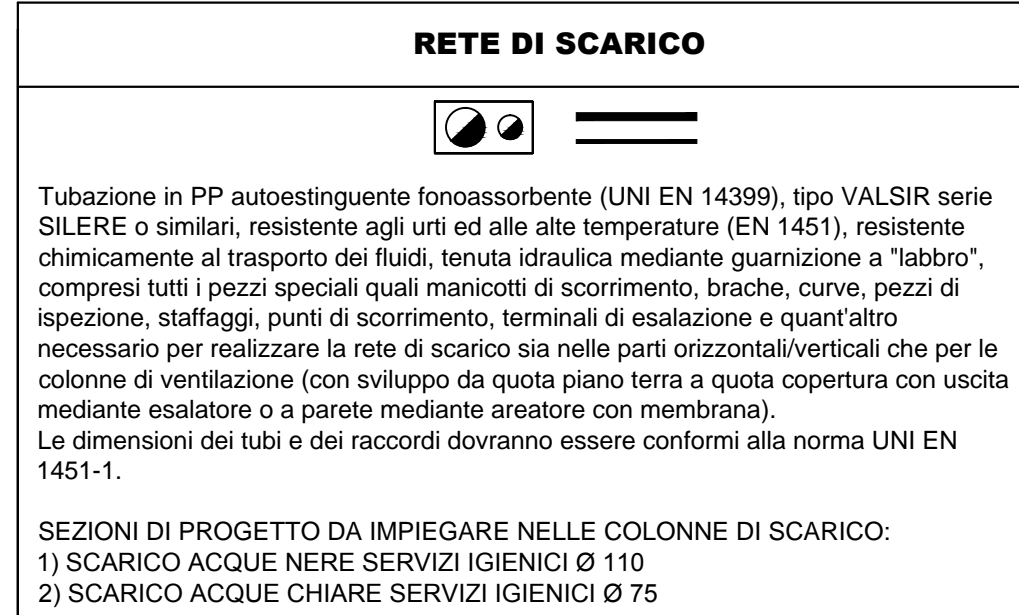 RETE DI SCARICO
Tubazione in PP autoestinguente fonoassorbente (UNI EN 14399), tipo VALSIR serie
SILERE o similari, resistente agli urti ed alle alte temperature (EN 1451), resistente
chimicamente al trasporto dei fluidi, tenuta idraulica mediante guarnizione a "labbro",
compresi tutti i pezzi speciali quali manicotti di scorrimento, brache, curve, pezzi di
ispezione, staffaggi, punti di scorrimento, terminali di esalazione e quant'altro
necessario per realizzare la rete di scarico sia nelle parti orizzontali/verticali che per le
colonne di ventilazione (con sviluppo da quota piano terra a quota copertura con uscita
mediante esalatore o a parete mediante areatore con membrana).
Le dimensioni dei tubi e dei raccordi dovranno essere conformi alla norma UNI EN
1451-1.
SEZIONI DI PROGETTO DA IMPIEGARE NELLE COLONNE DI SCARICO:
1) SCARICO ACQUE NERE SERVIZI IGIENICI Ø 110
2) SCARICO ACQUE CHIARE SERVIZI IGIENICI Ø 75